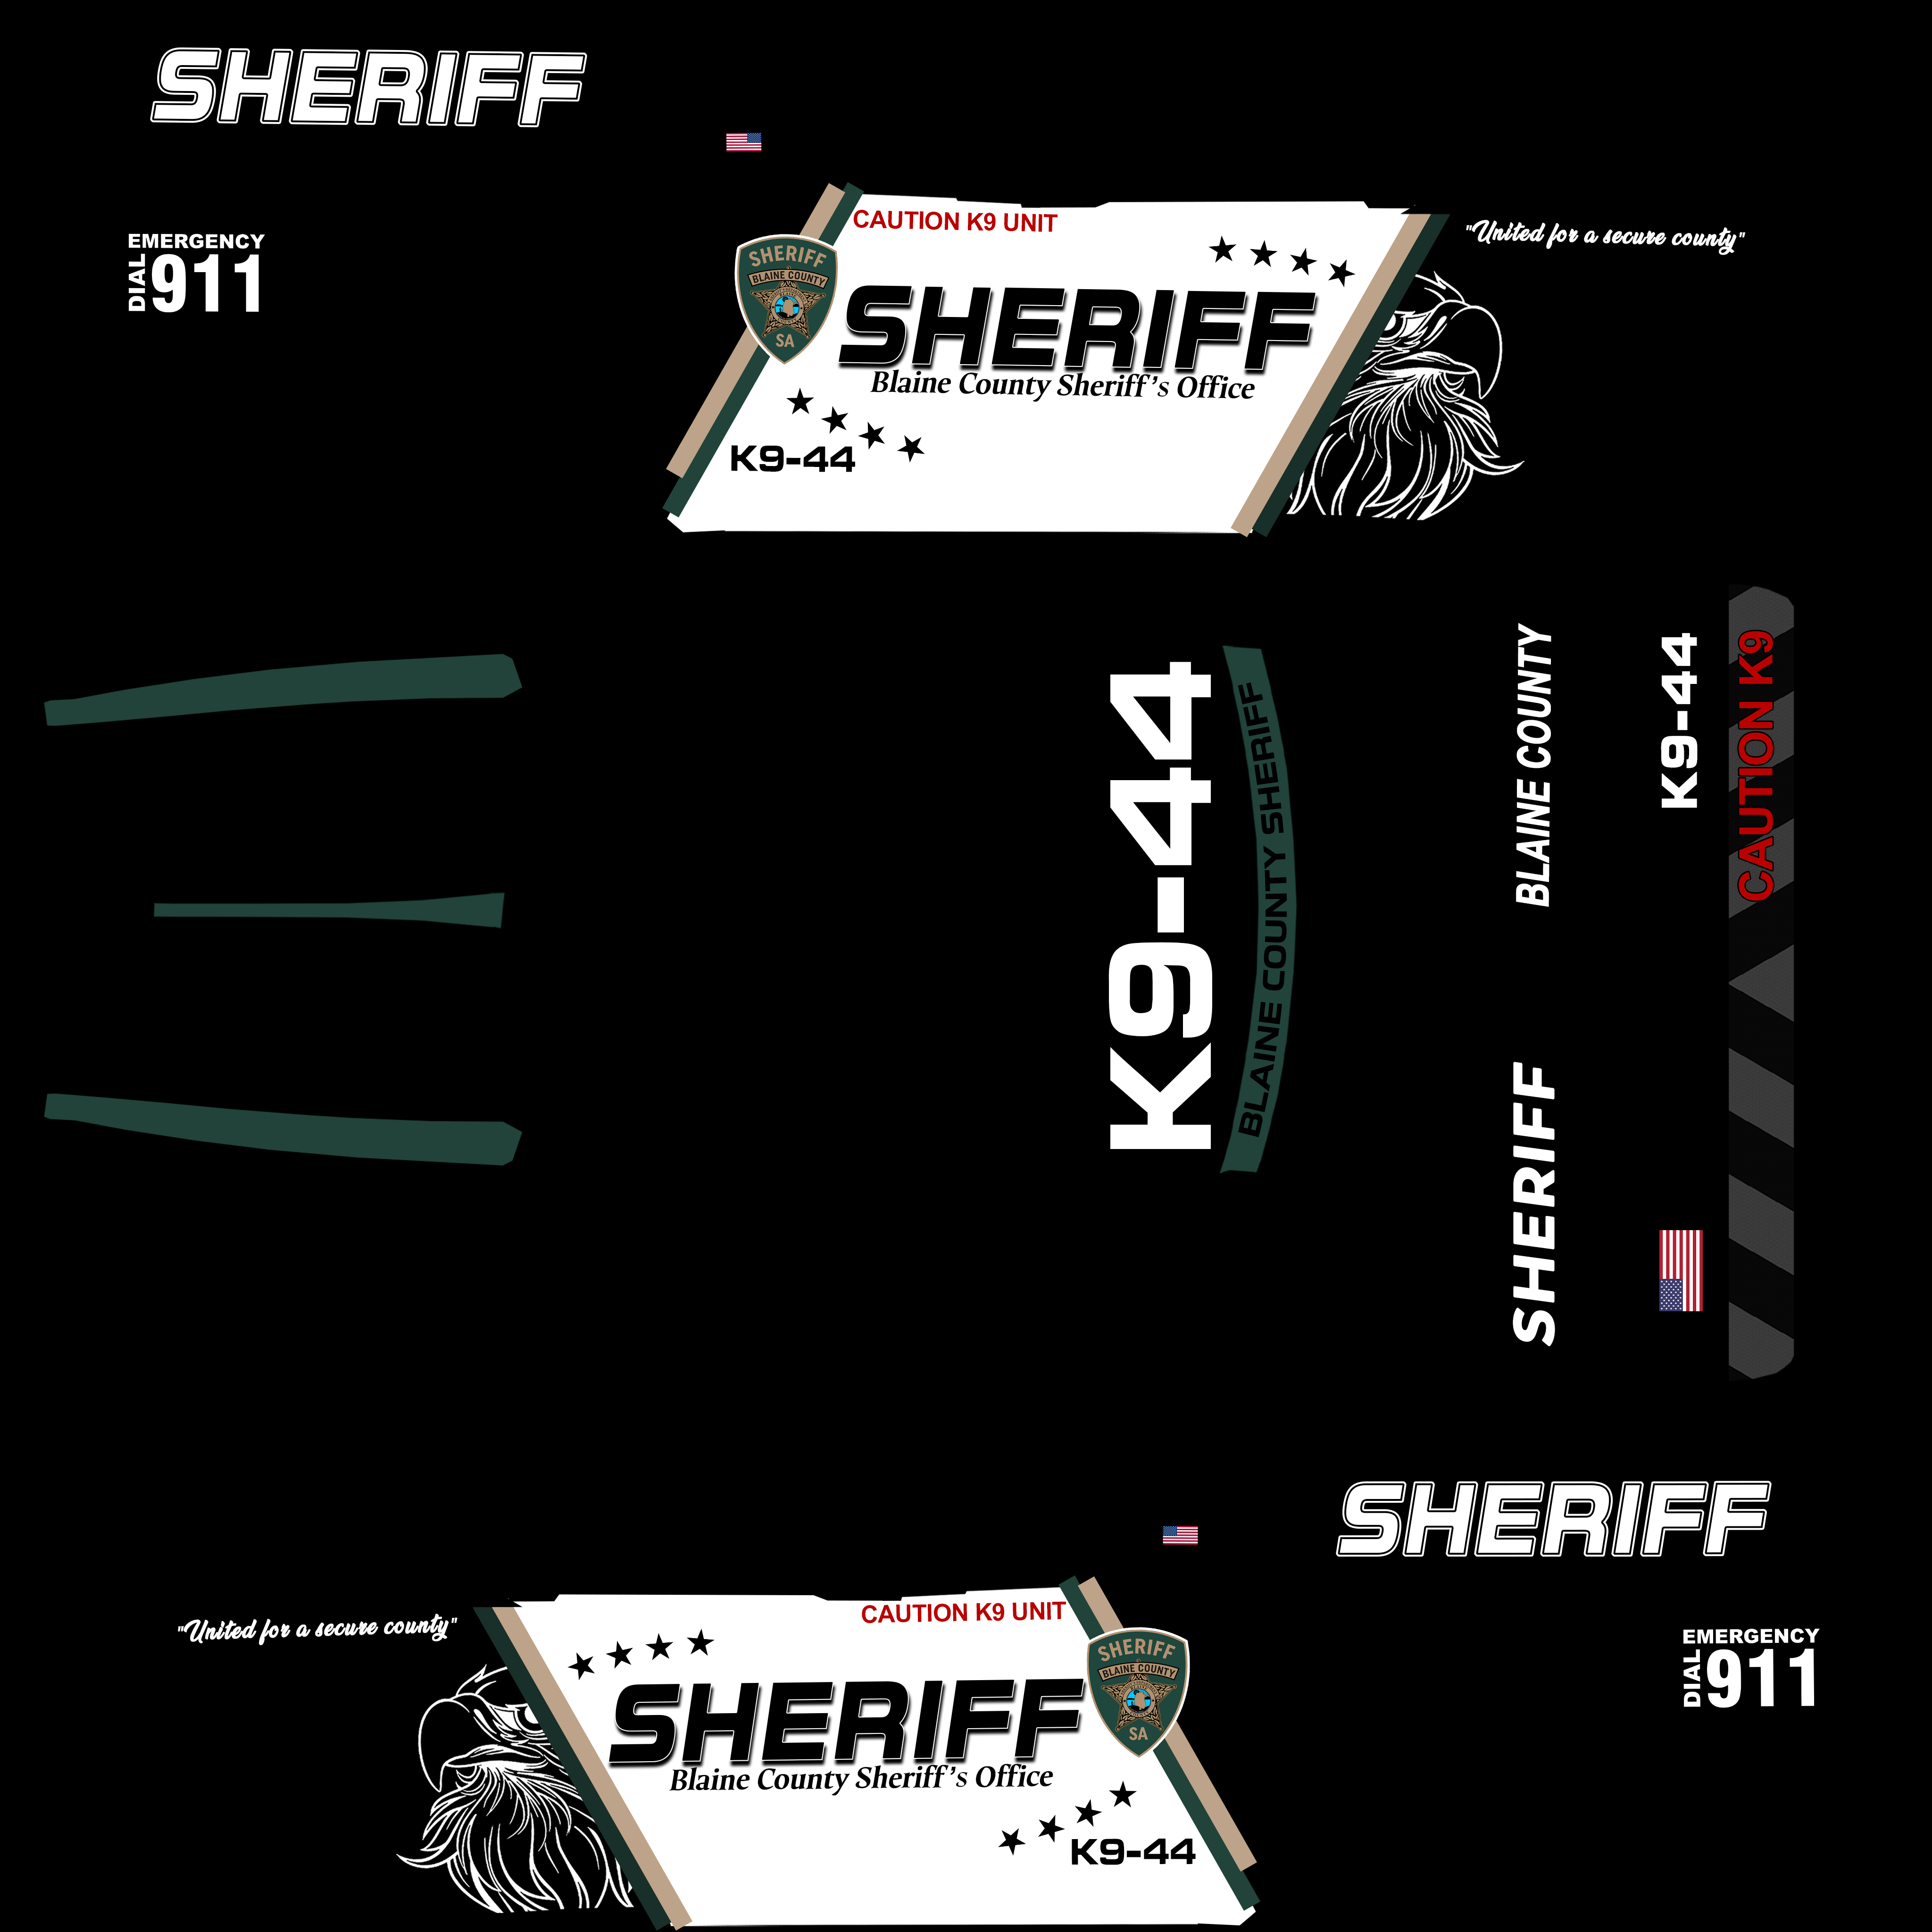 SHERIFF
EMERGENCY
DIAL 911
CAUTION K9 UNIT
"United for a secure county"
SHERIFF
BLAINE COUNTY
SA
SHERIFF
Blaine County Sheriff's Office
K9-44
K9-44
BLAINE COUNTY SHERIFF
BLAINE COUNTY
SHERIFF
K9-44
CAUTION K9
SHERIFF
"United for a secure county"
CAUTION K9 UNIT
SHERIFF
BLAINE COUNTY
SA
SHERIFF
Blaine County Sheriff's Office
K9-44
EMERGENCY
DIAL 911